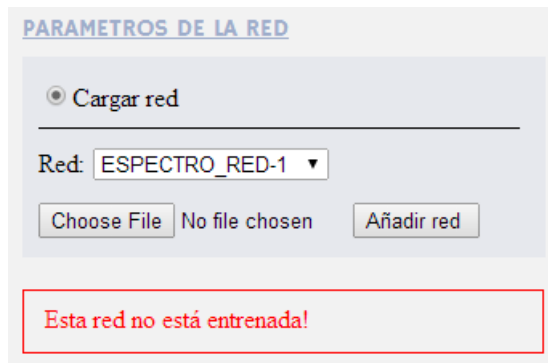 PARAMETROS DE LA RED
Cargar red
Red: ESPECTRO_RED-1
Choose File No file chosen Añadir red
Esta red no está entrenada!